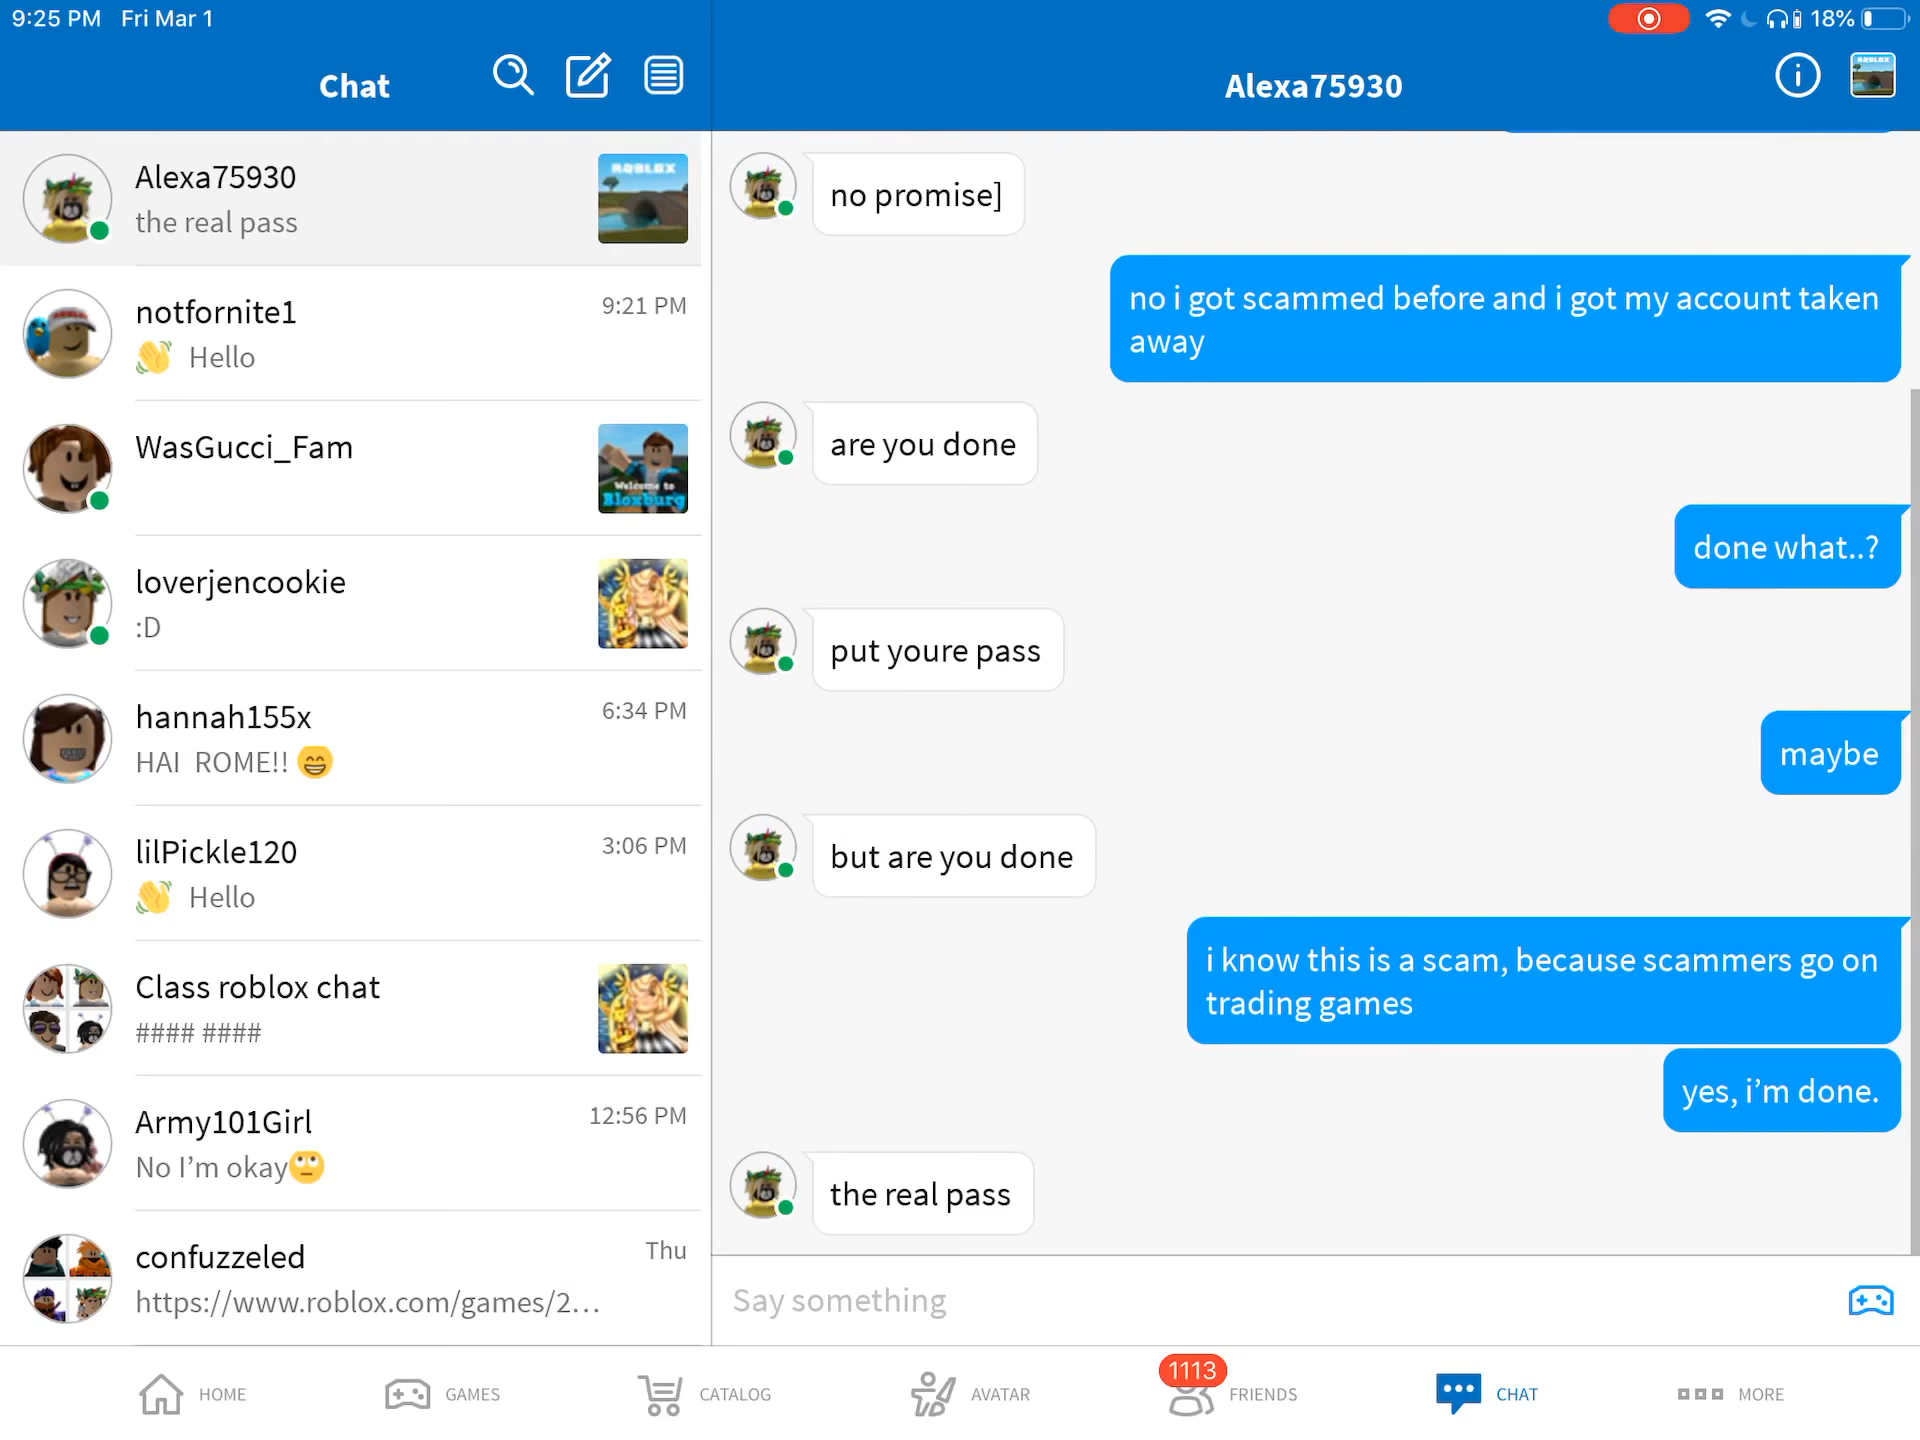 9:25 PM Fri Mar 1
18%
Chat
Alexa75930
Alexa75930
the real pass
ROBLOX
notfornite1
9:21 PM
👋 Hello
WasGucci_Fam
Welcome to
Bloxburg
loverjencookie
:D
hannah155x
6:34 PM
HAI ROME!! 😄
lilPickle120
3:06 PM
👋 Hello
Class roblox chat
#### ####
Army101Girl
12:56 PM
No I’m okay🙄
confuzzeled
Thu
https://www.roblox.com/games/2...
no promise]
no i got scammed before and i got my account taken
away
are you done
done what..?
put youre pass
maybe
but are you done
i know this is a scam, because scammers go on
trading games
yes, i’m done.
the real pass
Say something
HOME
GAMES
CATALOG
AVATAR
1113
FRIENDS
CHAT
MORE